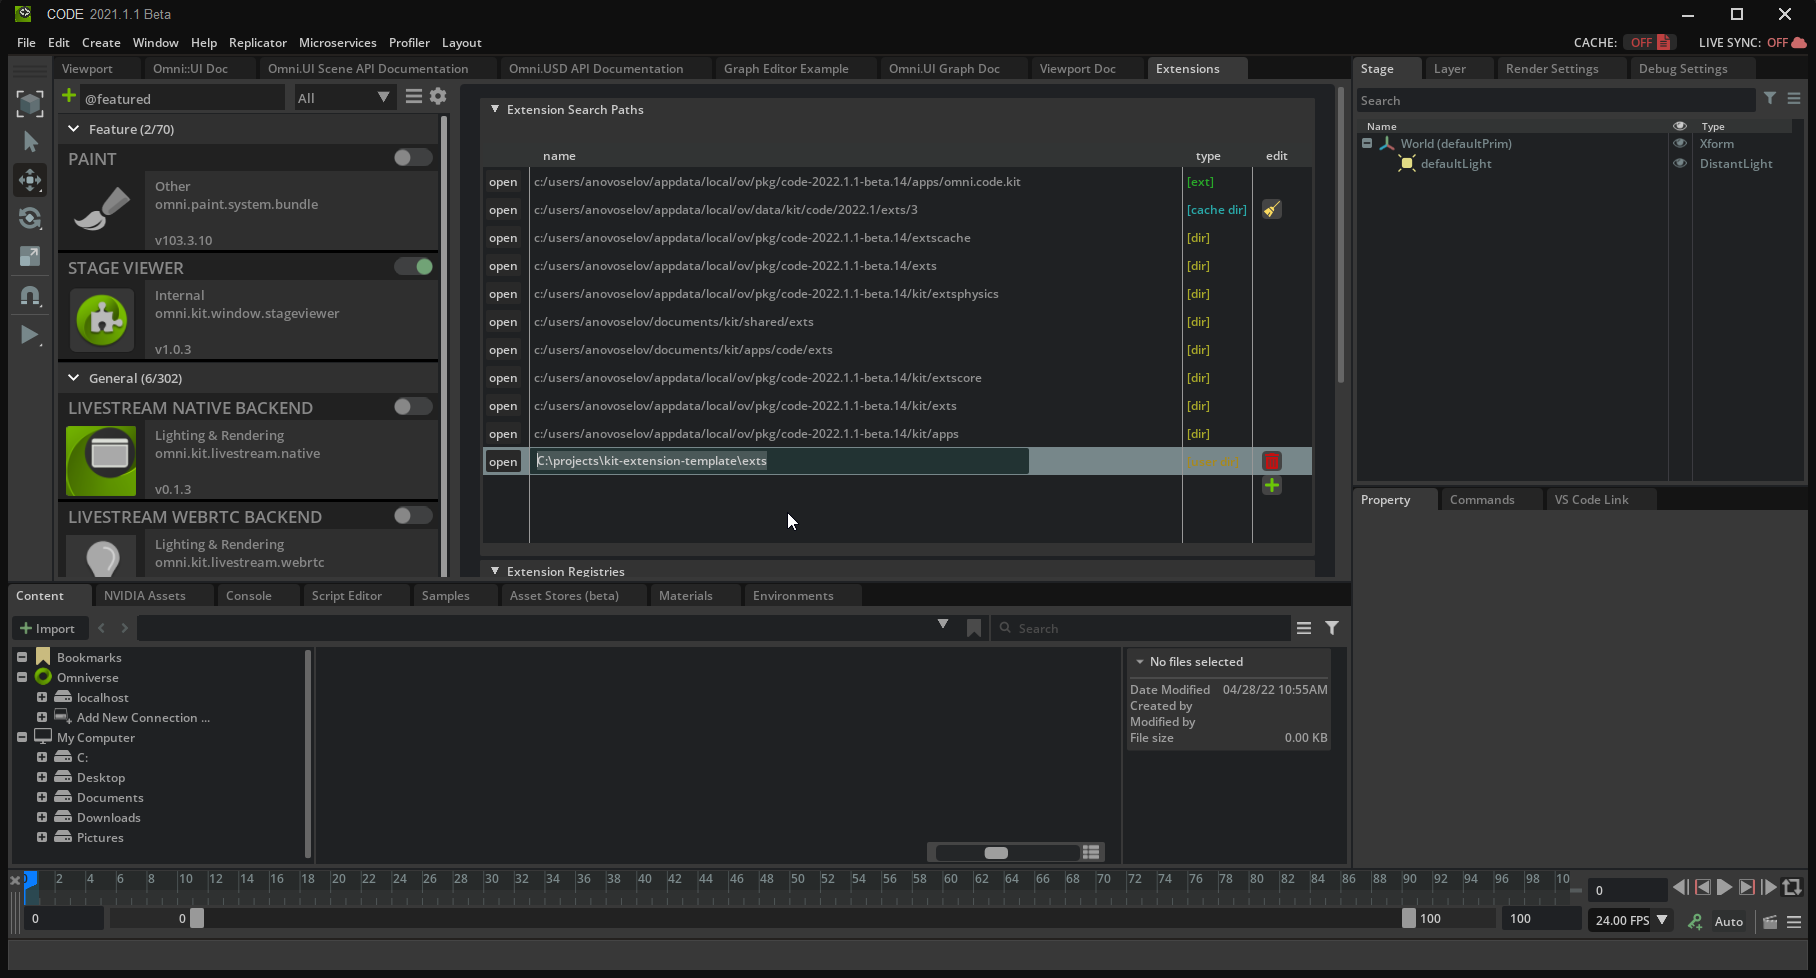 CODE 2021.1.1 Beta
File Edit Create Window Help Replicator Microservices Profiler Layout
CACHE: OFF LIVE SYNC: OFF
Viewport Omni::UI Doc Omni.UI Scene API Documentation Omni.USD API Documentation Graph Editor Example Omni.UI Graph Doc Viewport Doc Extensions
@featured All
Feature (2/70)
PAINT
Other
omni.paint.system.bundle
v103.3.10
STAGE VIEWER
Internal
omni.kit.window.stageviewer
v1.0.3
General (6/302)
LIVESTREAM NATIVE BACKEND
Lighting & Rendering
omni.kit.livestream.native
v0.1.3
LIVESTREAM WEBRTC BACKEND
Lighting & Rendering
omni.kit.livestream.webrtc
Extension Search Paths
name type edit
open c:/users/anovoselov/appdata/local/ov/pkg/code-2022.1.1-beta.14/apps/omni.code.kit [ext]
open c:/users/anovoselov/appdata/local/ov/data/kit/code/2022.1/exts/3 [cache dir]
open c:/users/anovoselov/appdata/local/ov/pkg/code-2022.1.1-beta.14/extscache [dir]
open c:/users/anovoselov/appdata/local/ov/pkg/code-2022.1.1-beta.14/exts [dir]
open c:/users/anovoselov/appdata/local/ov/pkg/code-2022.1.1-beta.14/kit/extsphysics [dir]
open c:/users/anovoselov/documents/kit/shared/exts [dir]
open c:/users/anovoselov/documents/kit/apps/code/exts [dir]
open c:/users/anovoselov/appdata/local/ov/pkg/code-2022.1.1-beta.14/kit/extscore [dir]
open c:/users/anovoselov/appdata/local/ov/pkg/code-2022.1.1-beta.14/kit/exts [dir]
open c:/users/anovoselov/appdata/local/ov/pkg/code-2022.1.1-beta.14/kit/apps [dir]
open C:\projects\kit-extension-template\exts
Extension Registries
Stage Layer Render Settings Debug Settings
Search
Name Type
World (defaultPrim) Xform
defaultLight DistantLight
Property Commands VS Code Link
Content NVIDIA Assets Console Script Editor Samples Asset Stores (beta) Materials Environments
Import Search
Bookmarks
Omniverse
localhost
Add New Connection ...
My Computer
C:
Desktop
Documents
Downloads
Pictures
No files selected
Date Modified 04/28/22 10:55AM
Created by
Modified by
File size 0.00 KB
2 4 6 8 10 12 14 16 18 20 22 24 26 28 30 32 34 36 38 40 42 44 46 48 50 52 54 56 58 60 62 64 66 68 70 72 74 76 78 80 82 84 86 88 90 92 94 96 98 10
0
0 0 100 100 24.00 FPS Auto